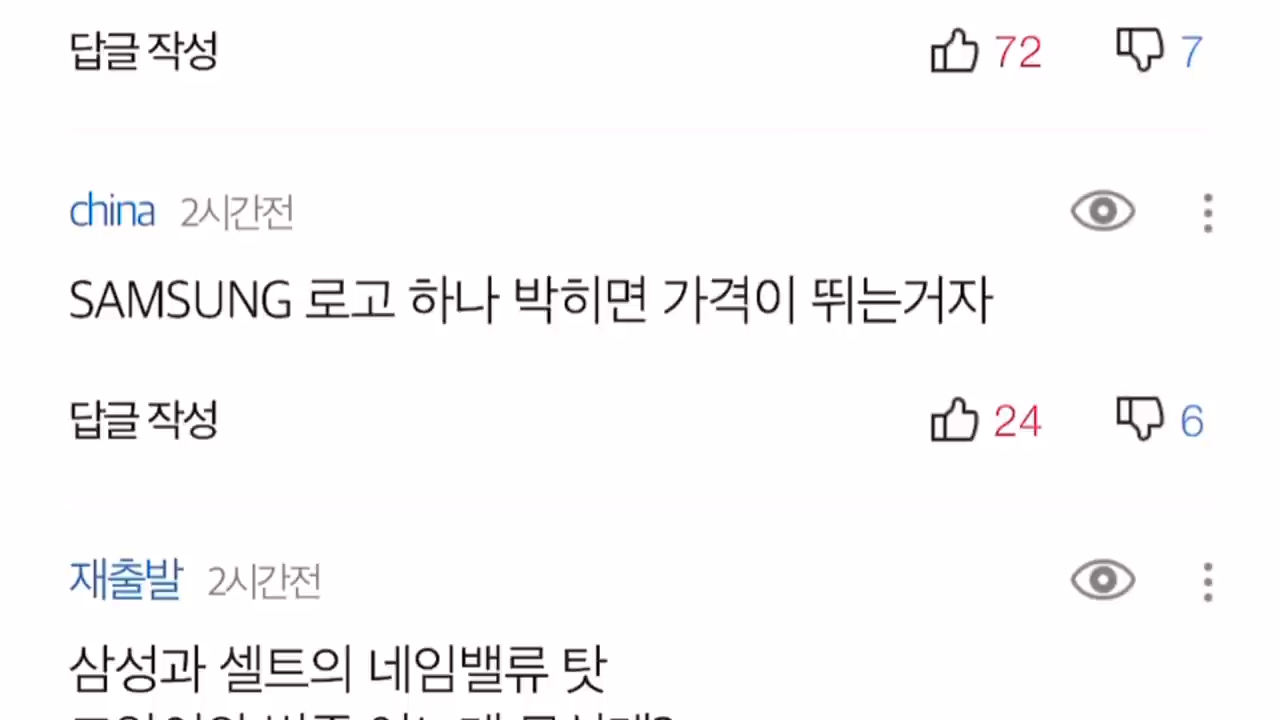 답글 작성 72 7
china 2시간전
SAMSUNG 로고 하나 박히면 가격이 뛰는거자
답글 작성 24 6
재출발 2시간전
삼성과 셀트의 네임밸류 탓